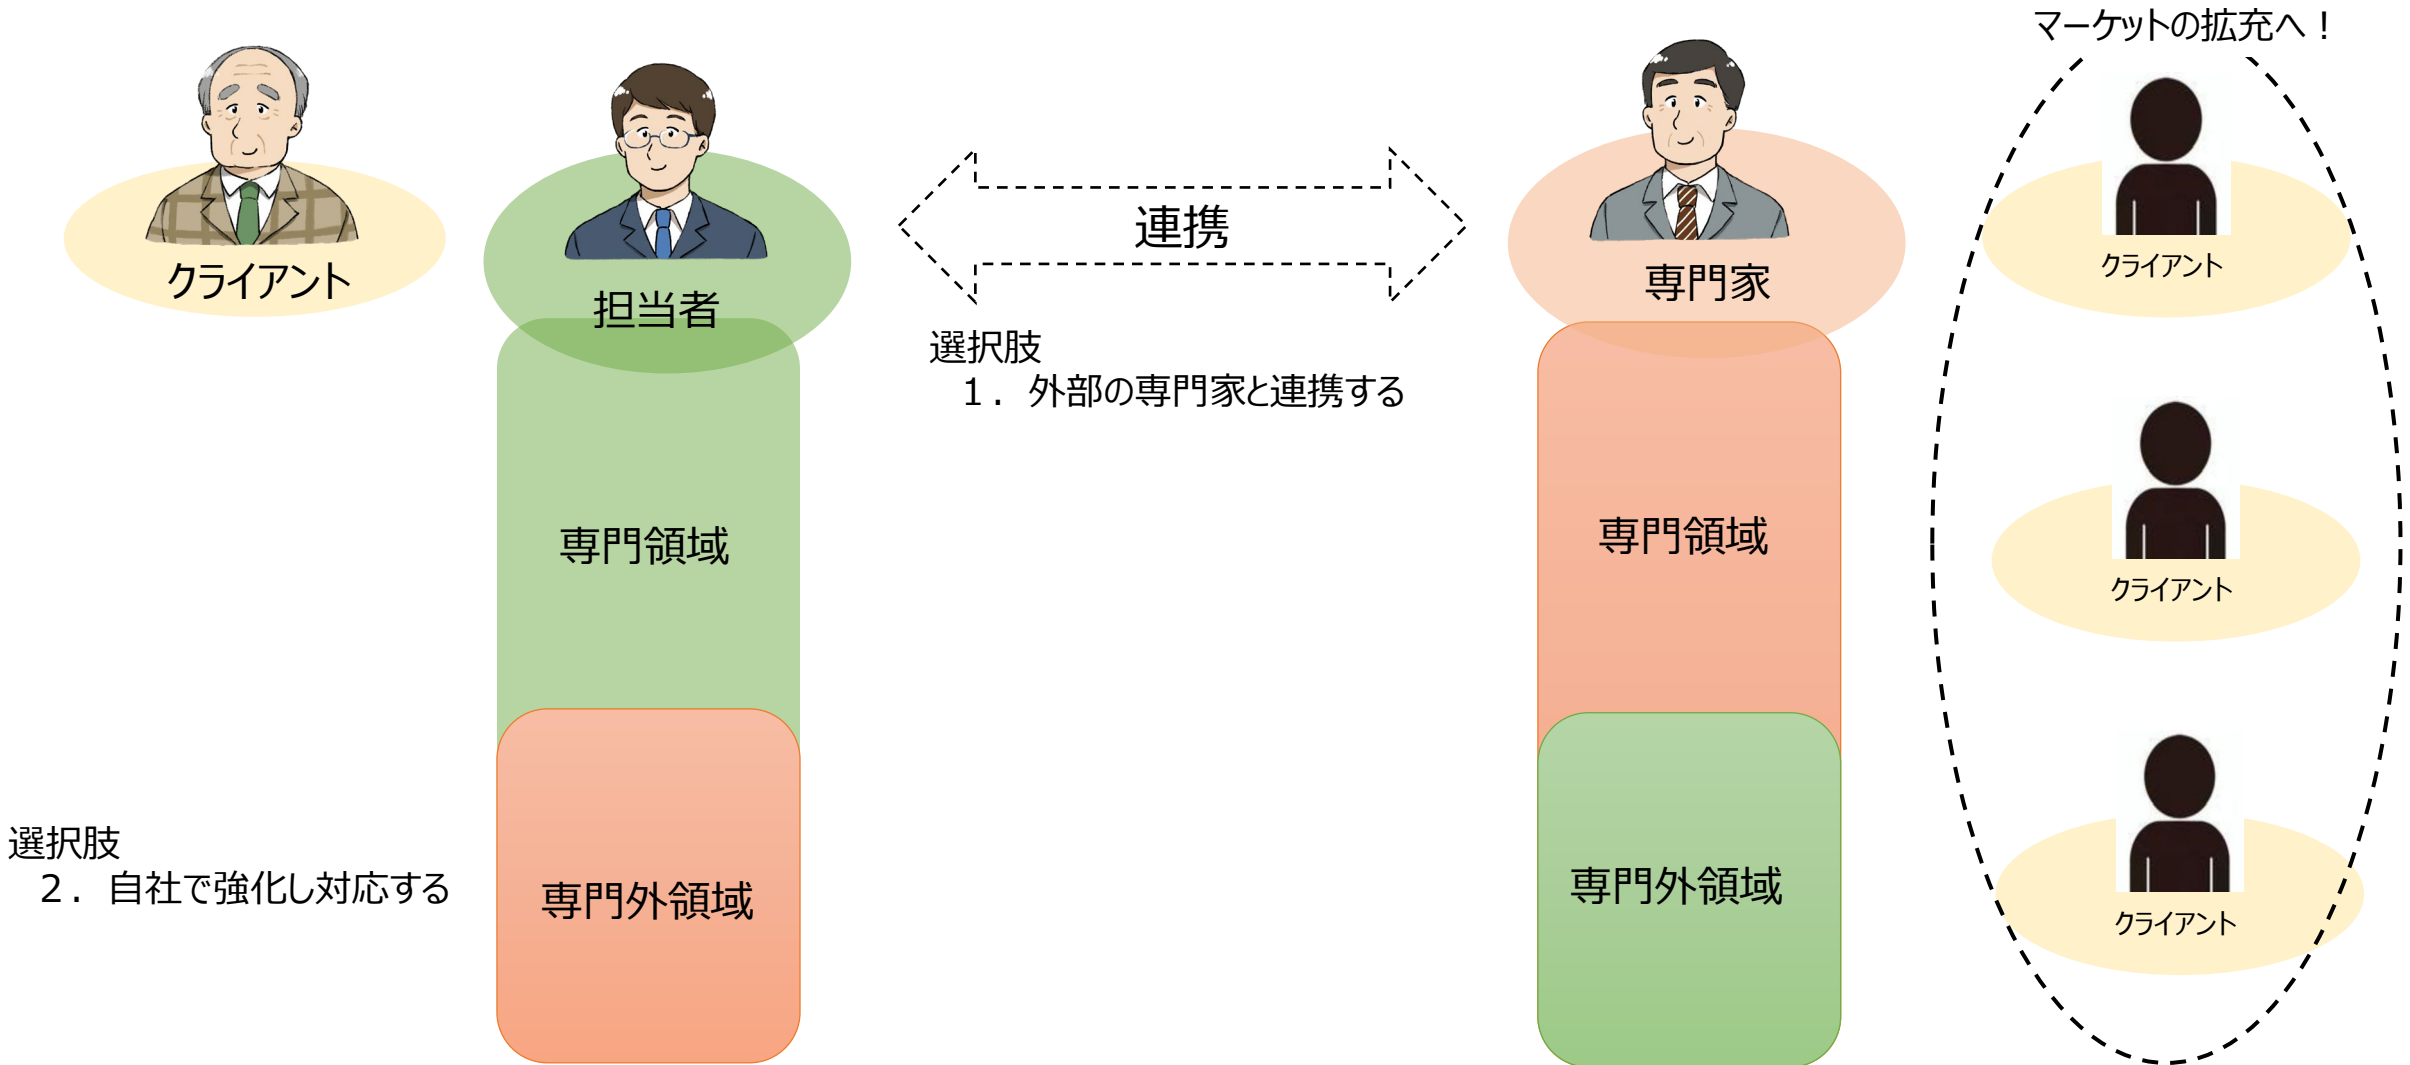 マーケットの拡充へ！
クライアント
担当者
連携
専門家
クライアント
選択肢
１．外部の専門家と連携する
専門領域
専門領域
クライアント
選択肢
２．自社で強化し対応する
専門外領域
専門外領域
クライアント